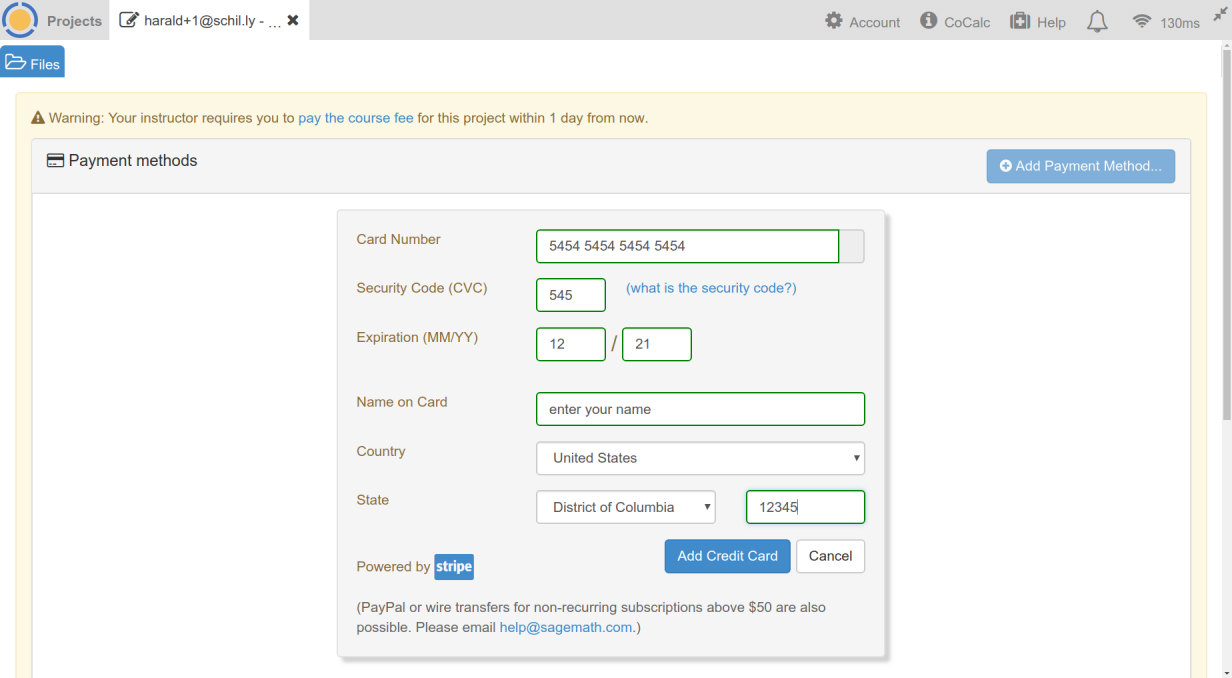 Projects harald+1@schil.ly - ... Account CoCalc Help 130ms
Files
Warning: Your instructor requires you to pay the course fee for this project within 1 day from now.
Payment methods Add Payment Method...
Card Number 5454 5454 5454 5454
Security Code (CVC) 545 (what is the security code?)
Expiration (MM/YY) 12 / 21
Name on Card enter your name
Country United States
State District of Columbia 12345
Powered by stripe Add Credit Card Cancel
(PayPal or wire transfers for non-recurring subscriptions above $50 are also
possible. Please email help@sagemath.com.)